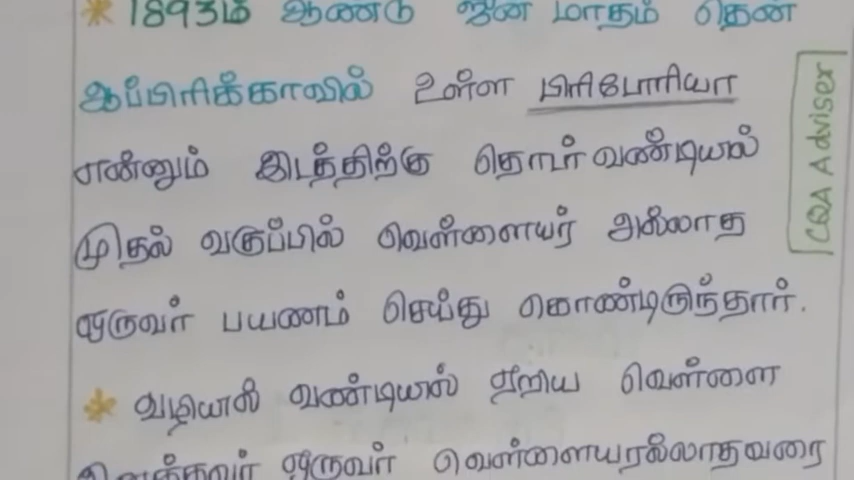 1893ம் ஆண்டு ஜுன் மாதம் தென்
ஆப்பிரிக்காவில் உள்ள பிரிடோரியா
என்னும் இடத்திற்கு தொடர் வண்டியில்
முதல் வகுப்பில் வெள்ளையர் அல்லாத
ஒருவர் பயணம் செய்து கொண்டிருந்தார்.
வழியில் வண்டியில் ஏறிய வெள்ளை
ஒருவர் வெள்ளையரல்லாதவரை
CQA Adviser